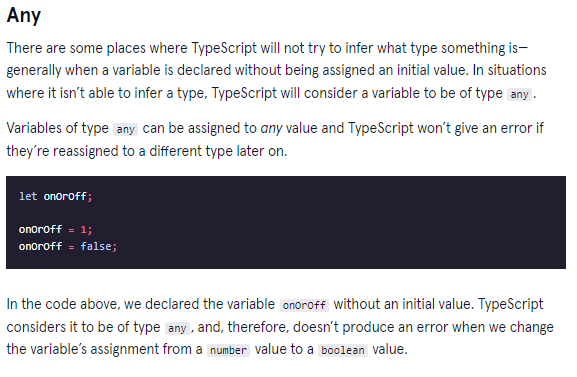 Any
There are some places where TypeScript will not try to infer what type something is—
generally when a variable is declared without being assigned an initial value. In situations
where it isn’t able to infer a type, TypeScript will consider a variable to be of type any.
Variables of type any can be assigned to any value and TypeScript won’t give an error if
they’re reassigned to a different type later on.
let onOrOff;
onOrOff = 1;
onOrOff = false;
In the code above, we declared the variable onOrOff without an initial value. TypeScript
considers it to be of type any, and, therefore, doesn’t produce an error when we change
the variable’s assignment from a number value to a boolean value.